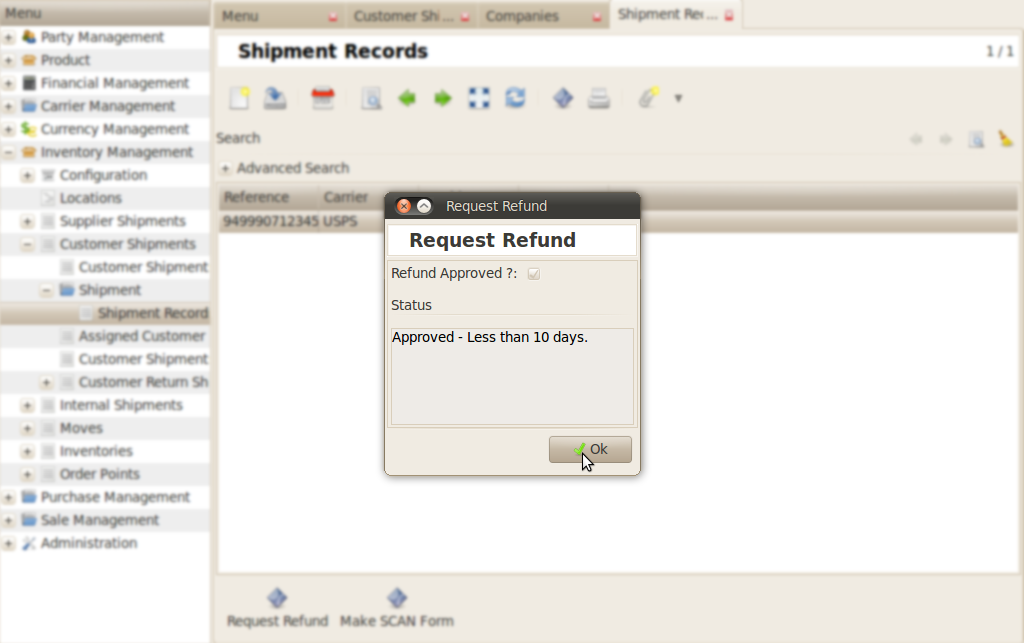 Menu
Party Management
Product
Financial Management
Carrier Management
Currency Management
Inventory Management
Configuration
Locations
Supplier Shipments
Customer Shipments
Customer Shipment
Shipment
Shipment Record
Assigned Customer
Customer Shipment
Customer Return Sh
Internal Shipments
Moves
Inventories
Order Points
Purchase Management
Sale Management
Administration
Menu Customer Shi... Companies Shipment Rec...
Shipment Records 1 / 1
Search
Advanced Search
Reference Carrier
949990712345 USPS
Request Refund
Request Refund
Refund Approved ?:
Status
Approved - Less than 10 days.
Ok
Request Refund Make SCAN Form